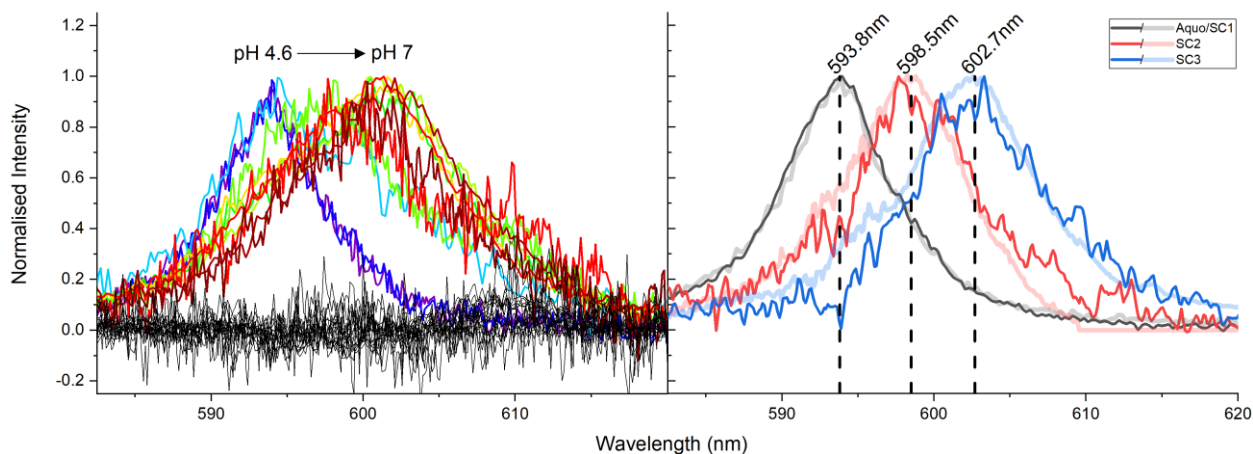 1.2
1.0
0.8
0.6
0.4
0.2
0.0
-0.2
Normalised Intensity
pH 4.6
pH 7
590
600
610
593.8nm
598.5nm
602.7nm
Aquo/SC1
SC2
SC3
590
600
610
620
Wavelength (nm)